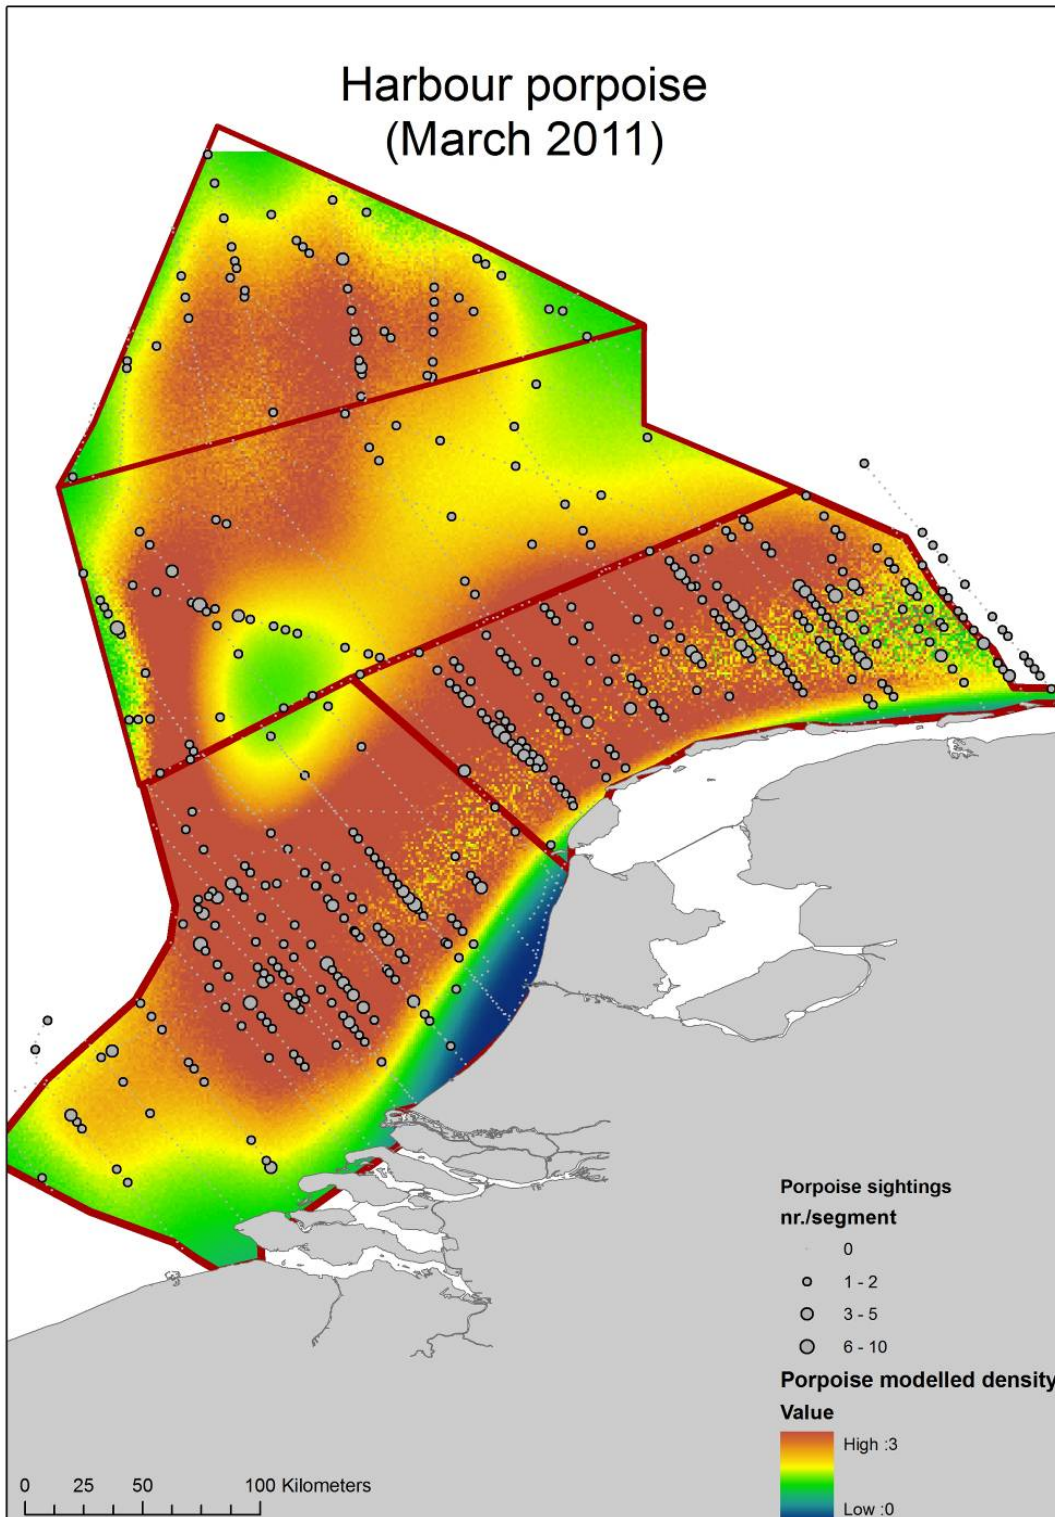 Harbour porpoise
(March 2011)
Porpoise sightings
nr./segment
0
1 - 2
3 - 5
6 - 10
Porpoise modelled density
Value
High :3
Low :0
0 25 50 100 Kilometers